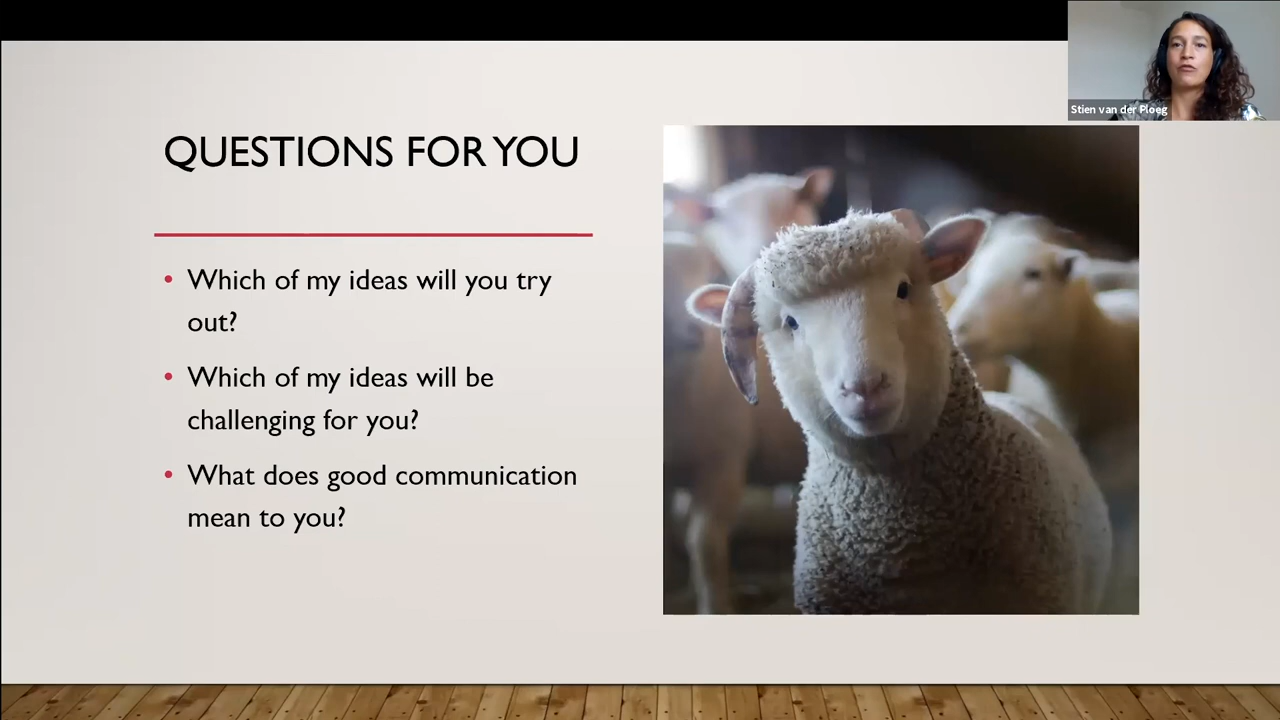 Stien van der Ploeg
QUESTIONS FOR YOU
• Which of my ideas will you try
out?
• Which of my ideas will be
challenging for you?
• What does good communication
mean to you?